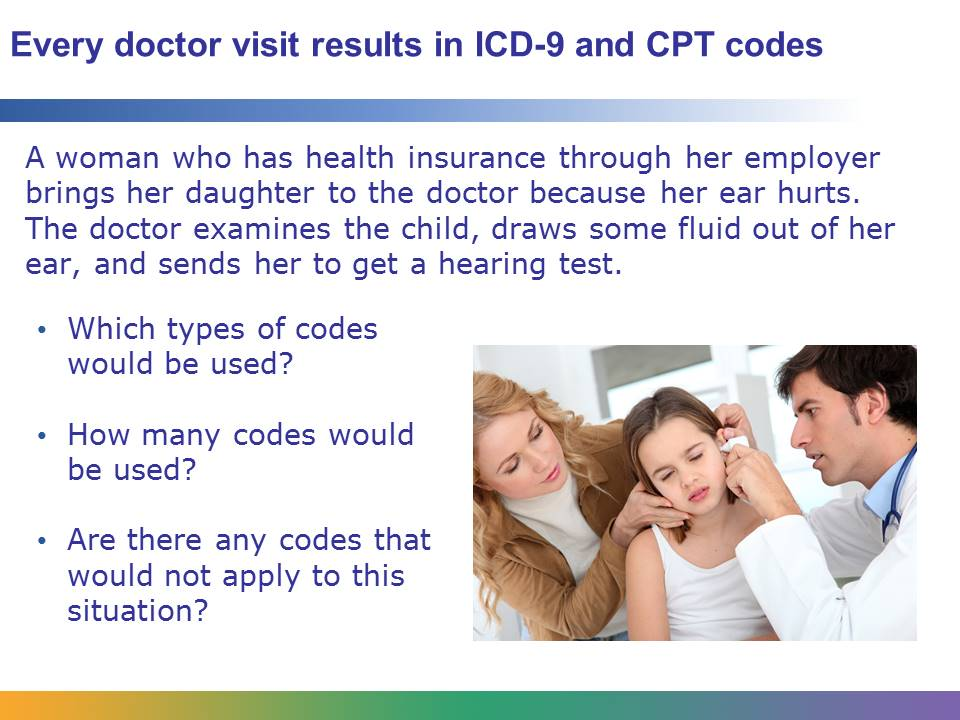 Every doctor visit results in ICD-9 and CPT codes
A woman who has health insurance through her employer
brings her daughter to the doctor because her ear hurts.
The doctor examines the child, draws some fluid out of her
ear, and sends her to get a hearing test.
• Which types of codes
would be used?
• How many codes would
be used?
• Are there any codes that
would not apply to this
situation?